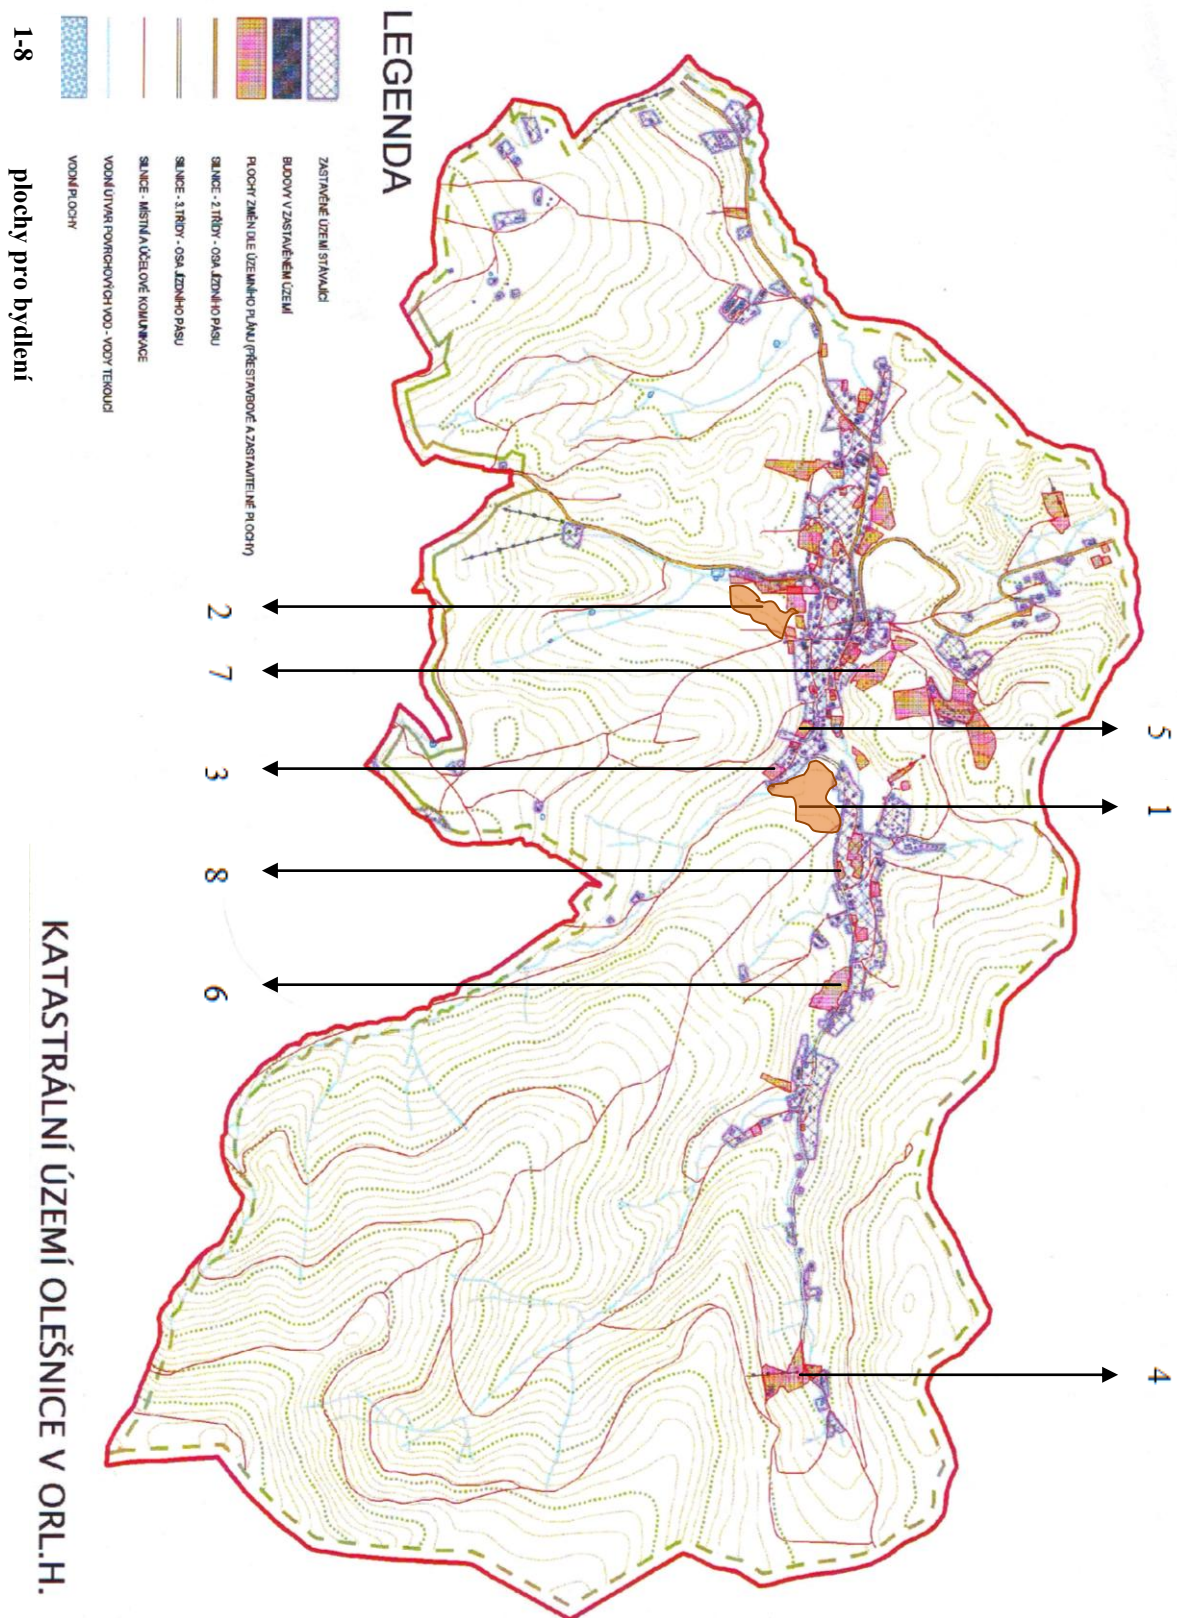 LEGENDA
ZASTAVĚNÉ ÚZEMÍ STÁVAJÍCÍ
BUDOVY V ZASTAVĚNÉM ÚZEMÍ
PLOCHY ZMĚN DLE ÚZEMNÍHO PLÁNU (PŘESTAVBOVÉ A ZASTAVITELNÉ PLOCHY)
SILNICE - 2.TŘÍDY - OSA JÍZDNÍHO PÁSU
SILNICE - 3.TŘÍDY - OSA JÍZDNÍHO PÁSU
SILNICE - MÍSTNÍ A ÚČELOVÉ KOMUNIKACE
VODNÍ ÚTVAR POVRCHOVÝCH VOD - VODY TEKOUCÍ
VODNÍ PLOCHY
1-8 plochy pro bydlení
5
1
4
2
7
3
8
6
KATASTRÁLNÍ ÚZEMÍ OLEŠNICE V ORL.H.